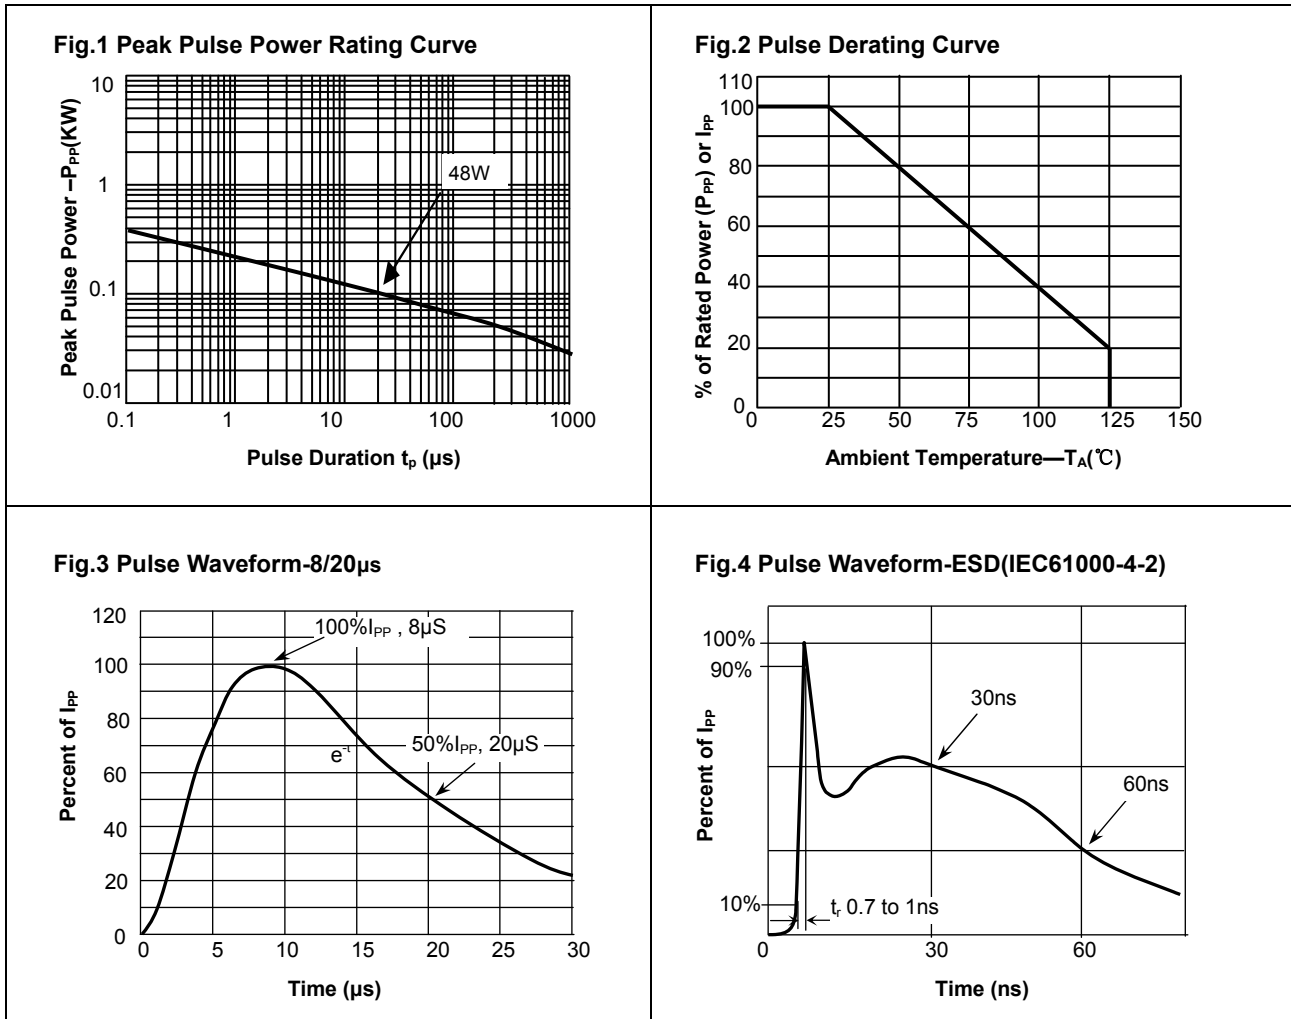 Fig.1 Peak Pulse Power Rating Curve
Peak Pulse Power –PPP(KW)
10
1
0.1
0.01
48W
0.1 1 10 100 1000
Pulse Duration tp (μs)
Fig.2 Pulse Derating Curve
% of Rated Power (PPP) or IPP
110
100
80
60
40
20
0
25 50 75 100 125 150
Ambient Temperature—TA(℃)
Fig.3 Pulse Waveform-8/20μs
Percent of IPP
120
100
80
60
40
20
0
100%IPP , 8μS
e-t
50%IPP, 20μS
0 5 10 15 20 25 30
Time (μs)
Fig.4 Pulse Waveform-ESD(IEC61000-4-2)
Percent of IPP
100%
90%
10%
30ns
60ns
tr 0.7 to 1ns
0 30 60
Time (ns)